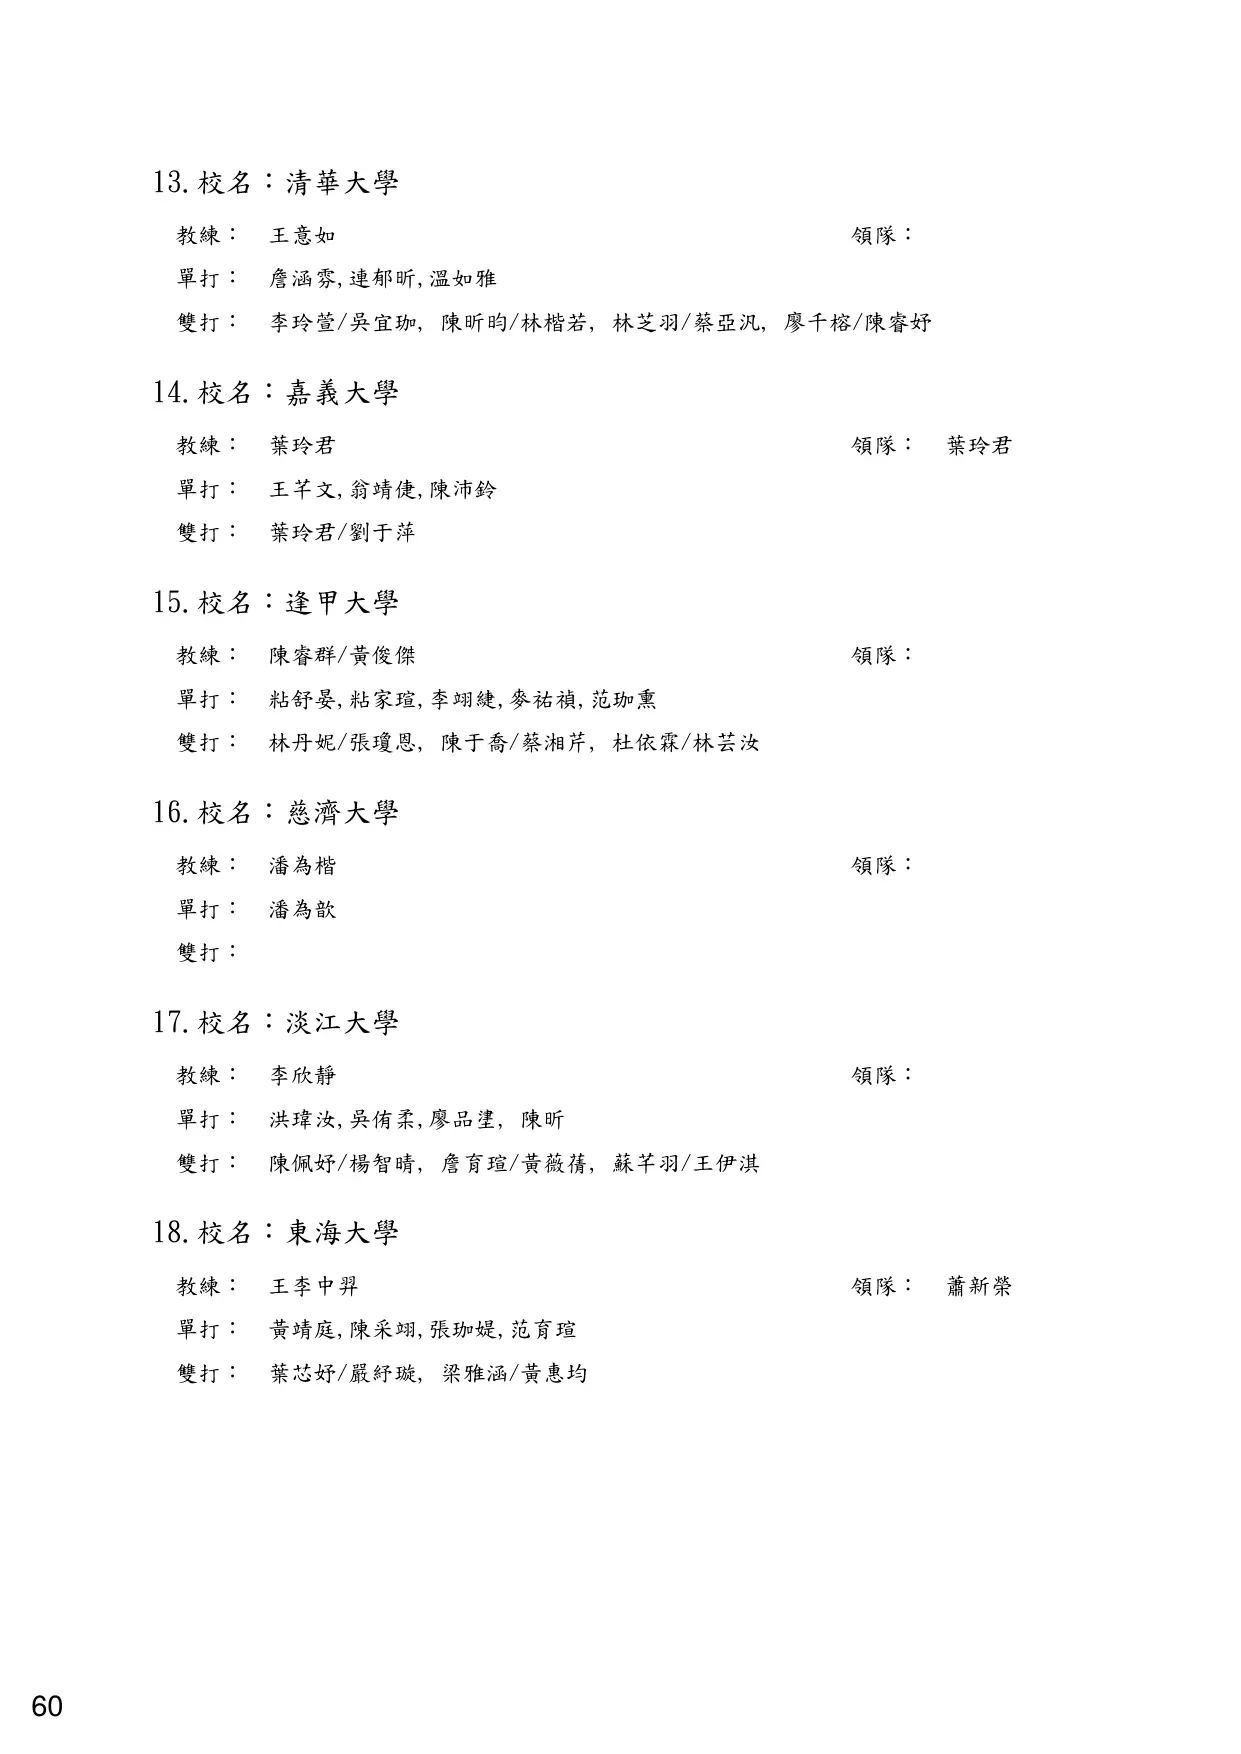 13.校名：清華大學
教練： 王意如 領隊：
單打： 詹涵雰,連郁昕,溫如雅
雙打： 李玲萱/吳宜珈, 陳昕昀/林楷若, 林芝羽/蔡亞汎, 廖千榕/陳睿妤
14.校名：嘉義大學
教練： 葉玲君 領隊： 葉玲君
單打： 王芊文,翁靖倢,陳沛鈴
雙打： 葉玲君/劉于萍
15.校名：逢甲大學
教練： 陳睿群/黃俊傑 領隊：
單打： 粘舒晏,粘家瑄,李翊緁,麥祐禎,范珈熏
雙打： 林丹妮/張瓊恩, 陳于喬/蔡湘芹, 杜依霖/林芸汝
16.校名：慈濟大學
教練： 潘為楷 領隊：
單打： 潘為歆
雙打：
17.校名：淡江大學
教練： 李欣靜 領隊：
單打： 洪瑋汝,吳侑柔,廖品堻, 陳昕
雙打： 陳佩妤/楊智晴, 詹育瑄/黃薇蒨, 蘇芊羽/王伊淇
18.校名：東海大學
教練： 王李中羿 領隊： 蕭新榮
單打： 黃靖庭,陳采翊,張珈媞,范育瑄
雙打： 葉芯妤/嚴紓璇, 梁雅涵/黃惠均
60